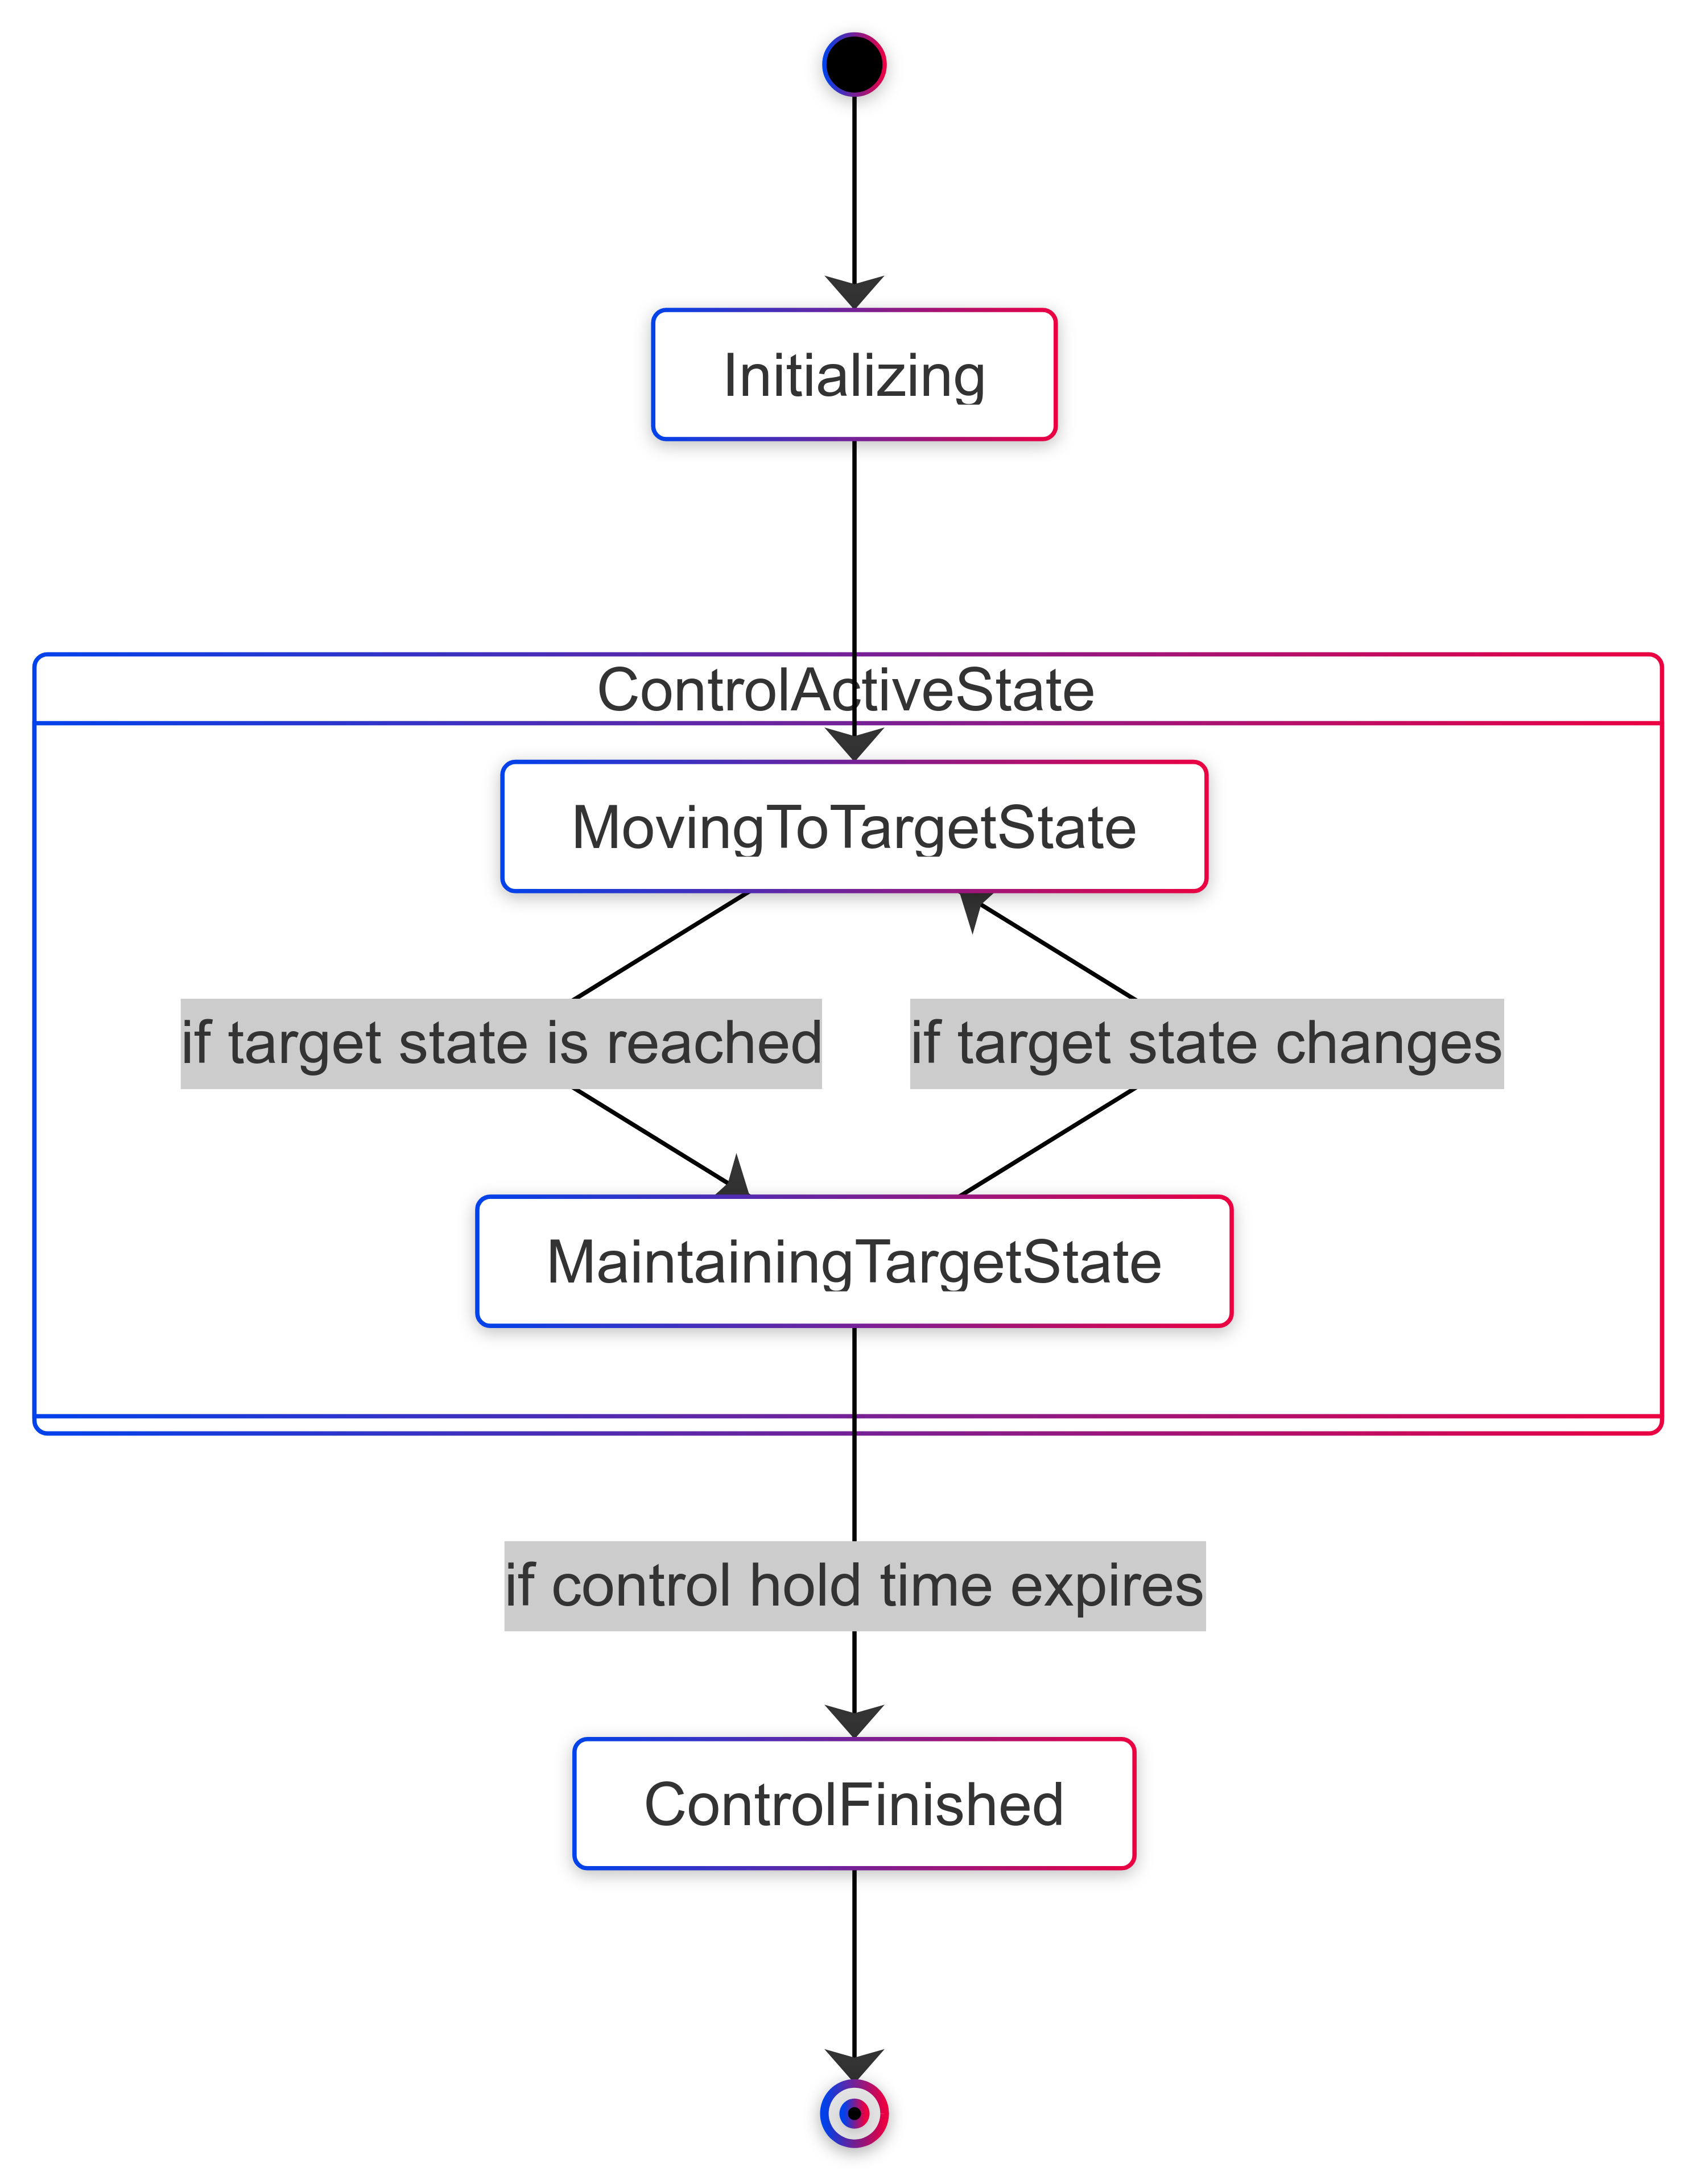 Initializing
ControlActiveState
MovingToTargetState
if target state is reached
if target state changes
MaintainingTargetState
if control hold time expires
ControlFinished